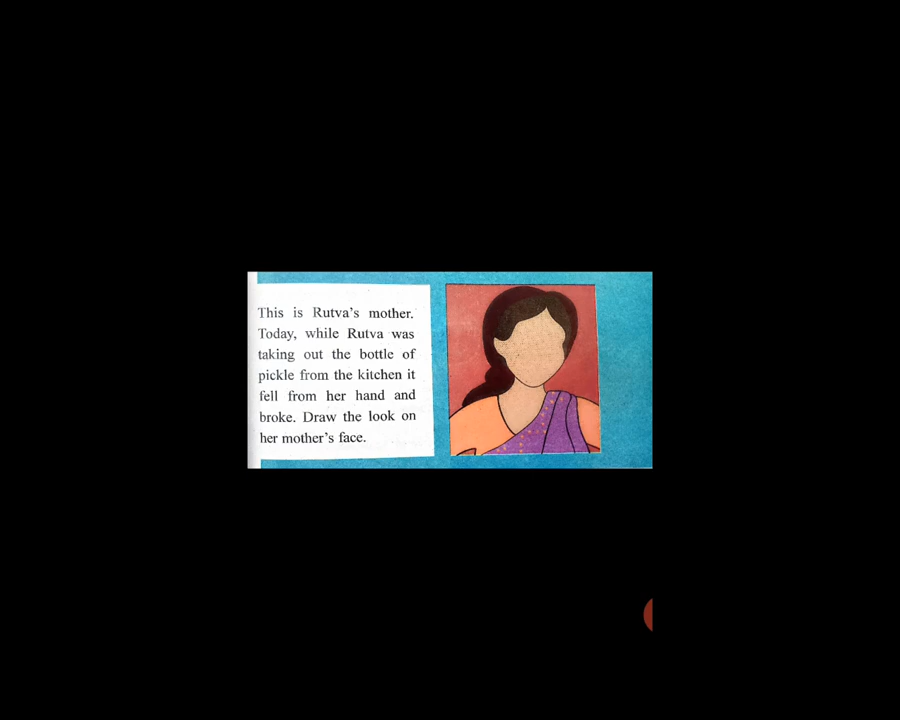 This is Rutva's mother.
Today, while Rutva was
taking out the bottle of
pickle from the kitchen it
fell from her hand and
broke. Draw the look on
her mother's face.